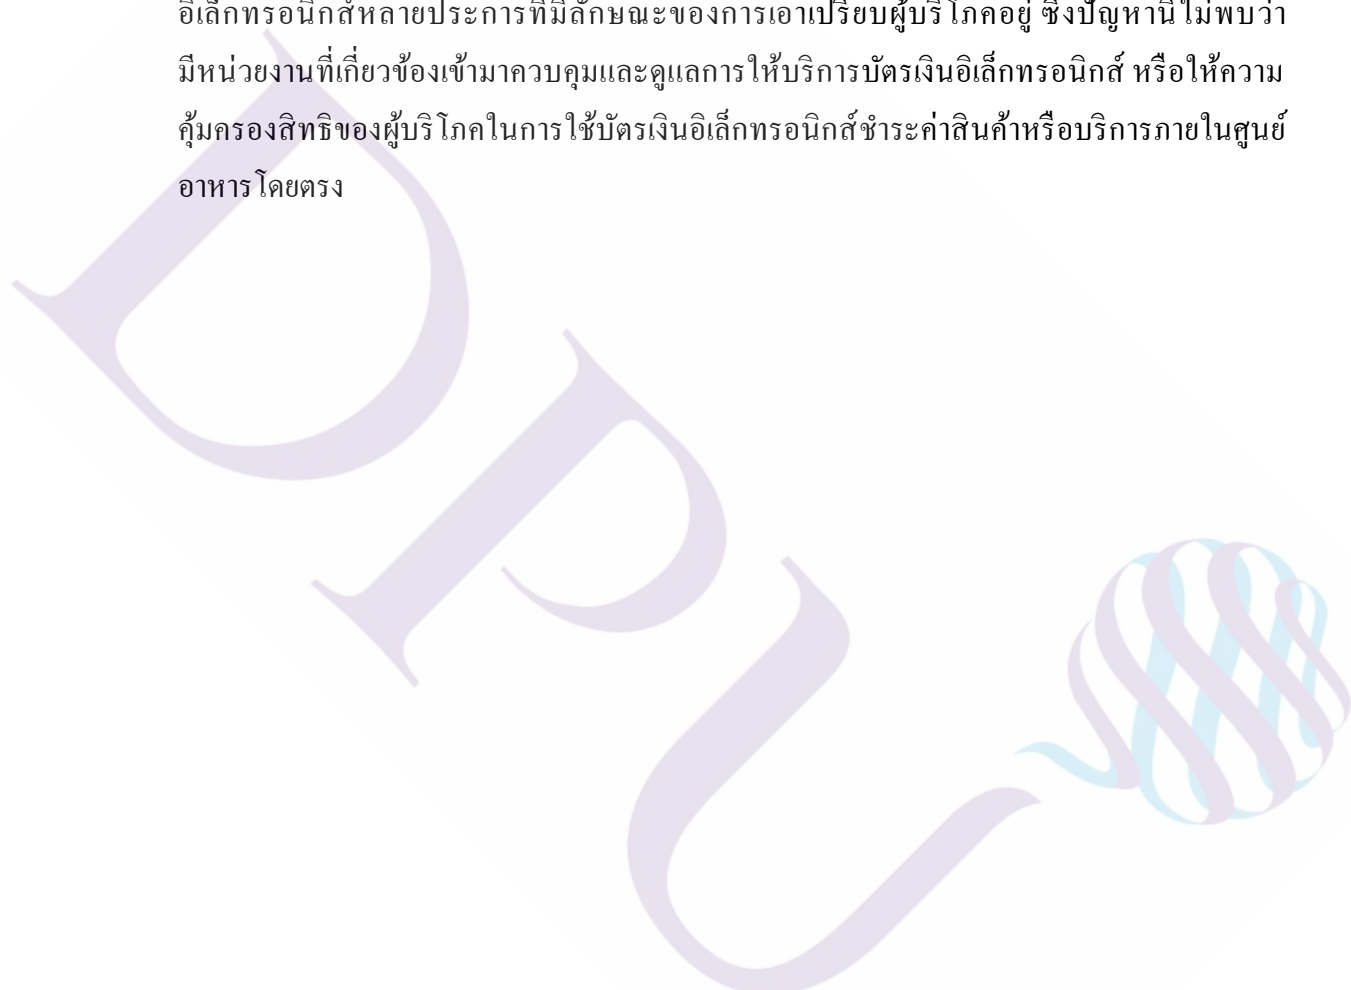 อิเล็กทรอนิกส์หลายประการที่มีลักษณะของการเอาเปรียบผู้บริโภคอยู่ ซึ่งปัญหานี้ไม่พบว่า
มีหน่วยงานที่เกี่ยวข้องเข้ามาควบคุมและดูแลการให้บริการบัตรเงินอิเล็กทรอนิกส์ หรือให้ความ
คุ้มครองสิทธิของผู้บริโภคในการใช้บัตรเงินอิเล็กทรอนิกส์ชำระค่าสินค้าหรือบริการภายในศูนย์
อาหารโดยตรง
DPU